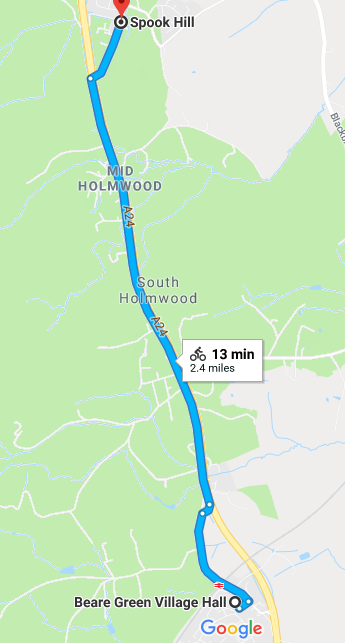 Spook Hill
MID
HOLMWOOD
A24
South
Holmwood
A24
13 min
2.4 miles
Beare Green Village Hall
Google